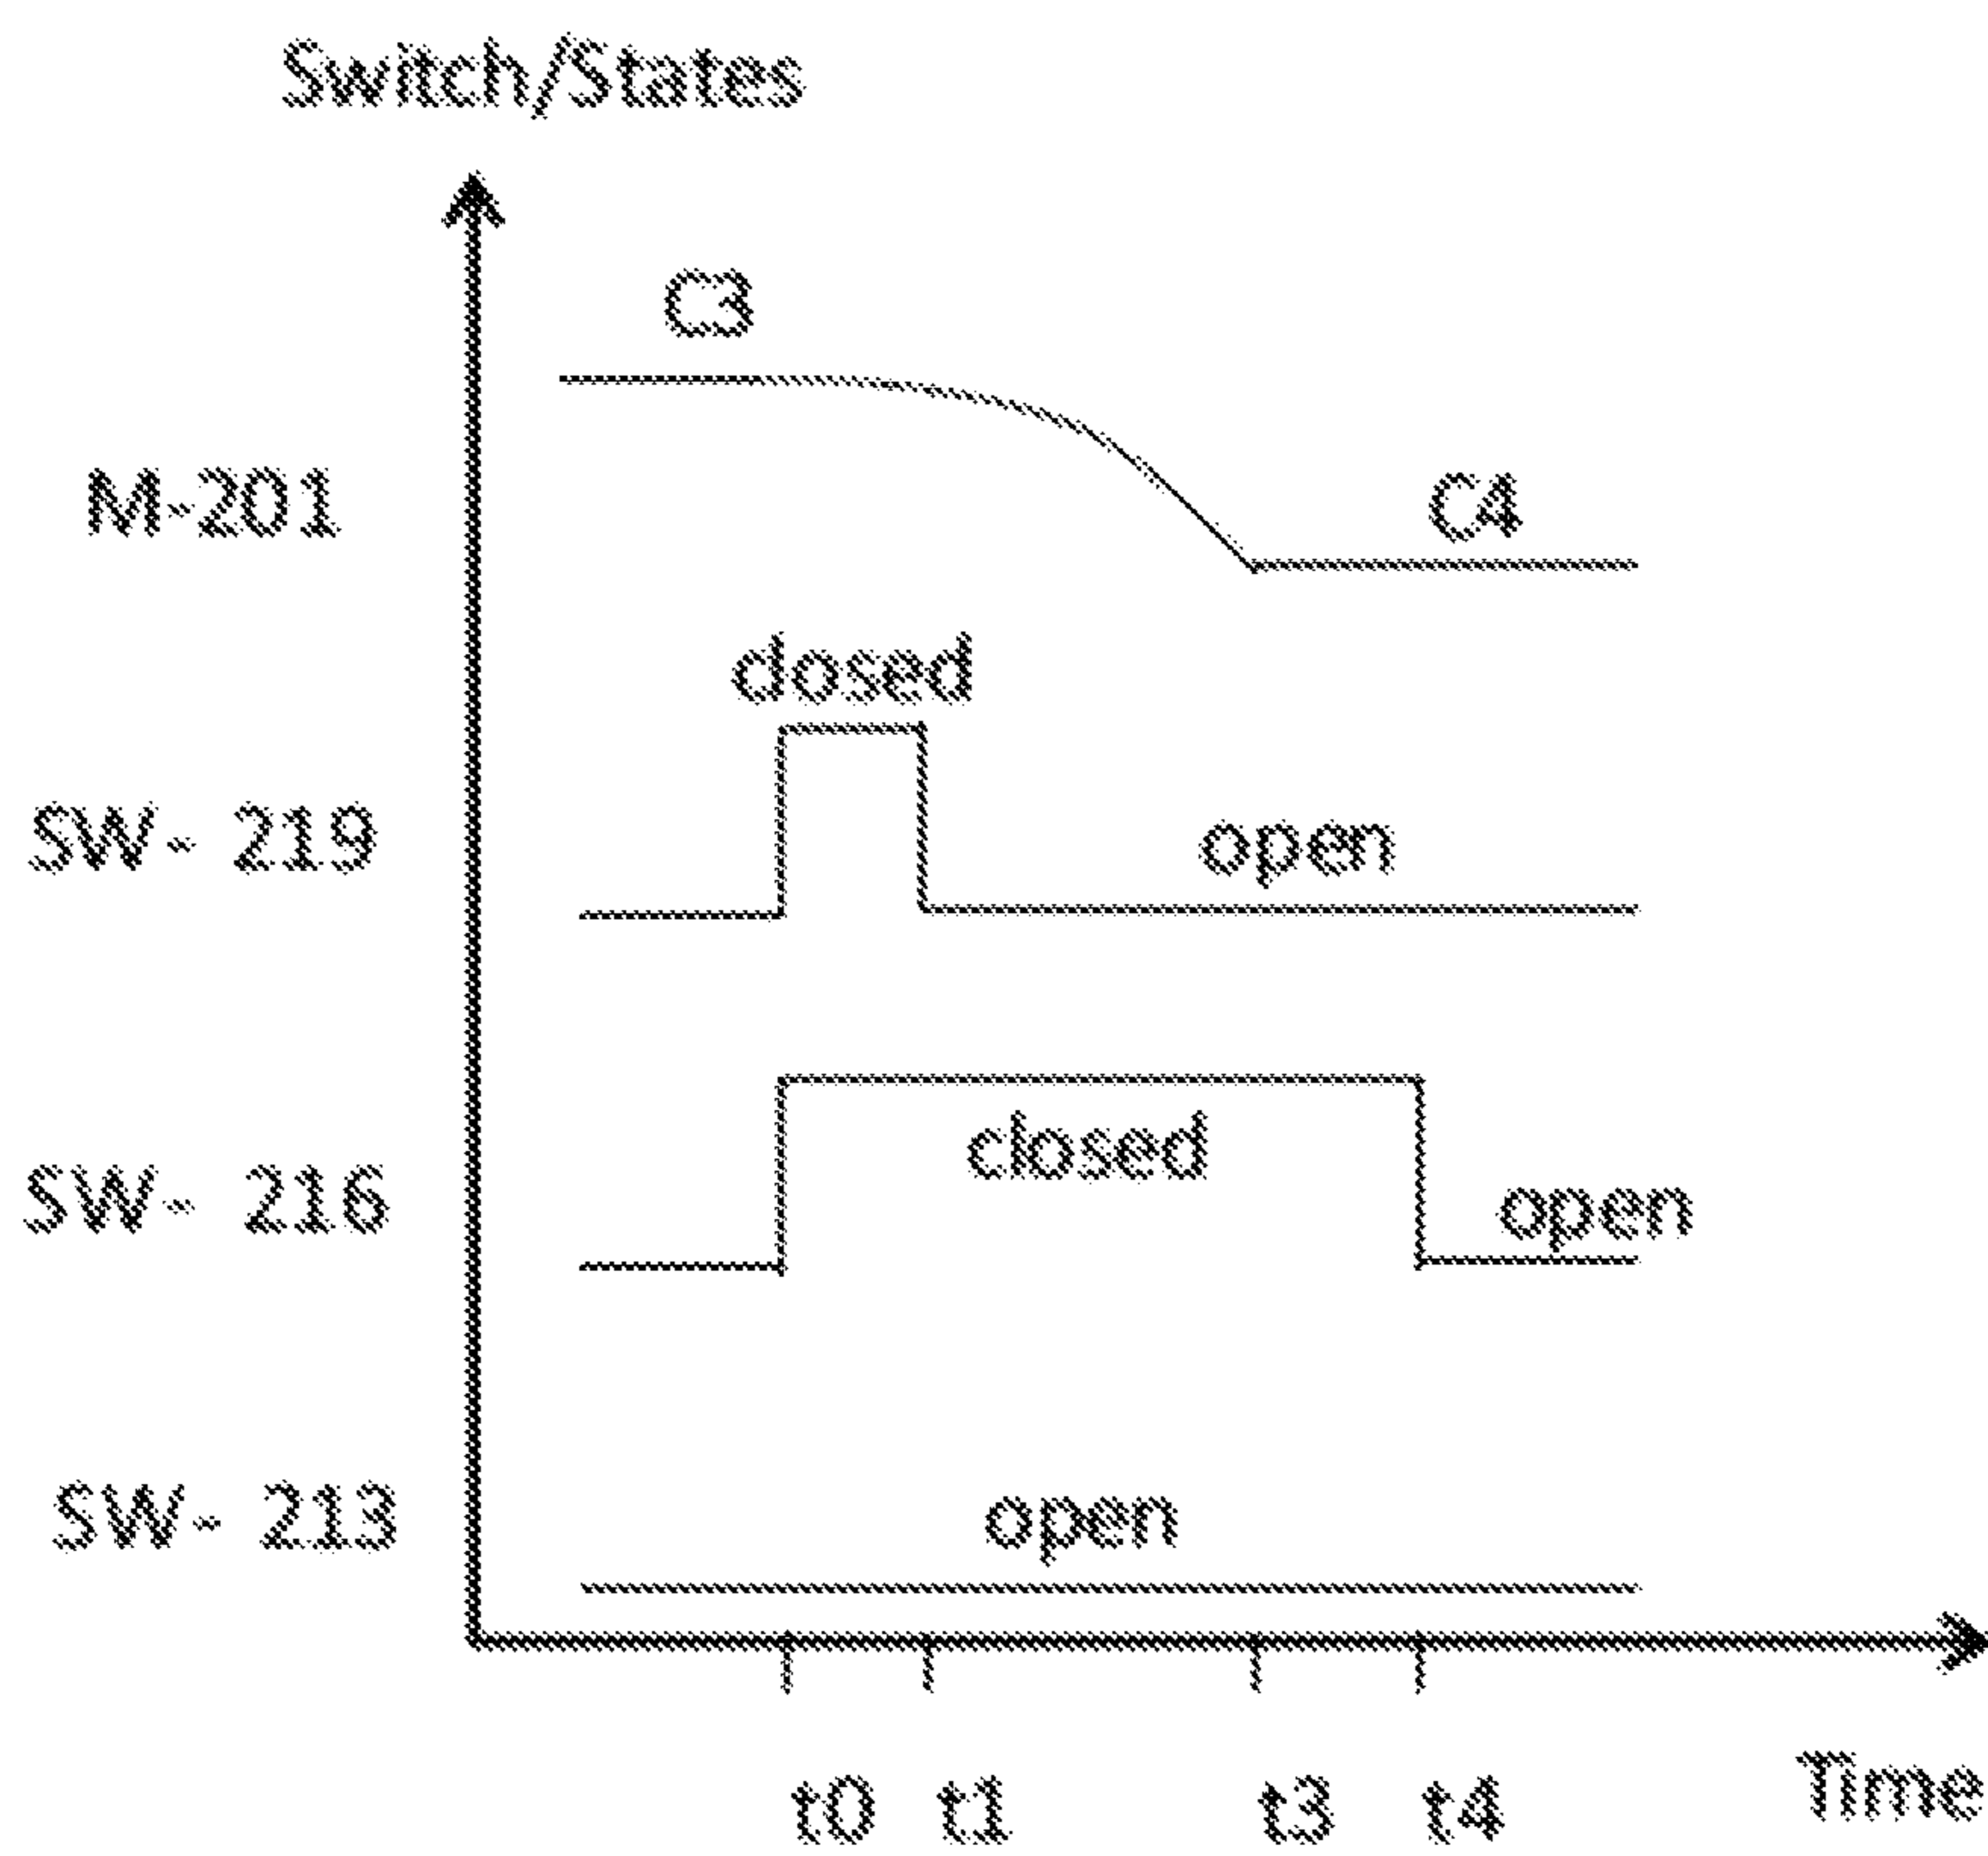 Switch/States
C3
M-201
C4
closed
SW- 219
open
closed
SW- 216
open
SW- 213
open
t0 t1 t3 t4
Time